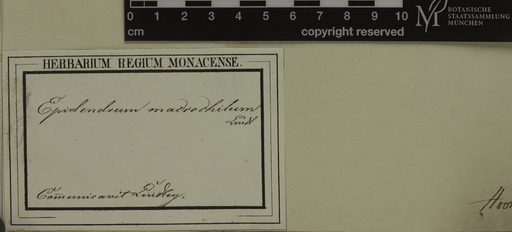 0 1 2 3 4 5 6 7 8 9 10
cm copyright reserved
BOTANISCHE
STAATSSAMMLUNG
MÜNCHEN
HERBARIUM REGIUM MONACENSE.
Epidendrum macrochilum
Lindl
Communicavit Lindley.
Hoo